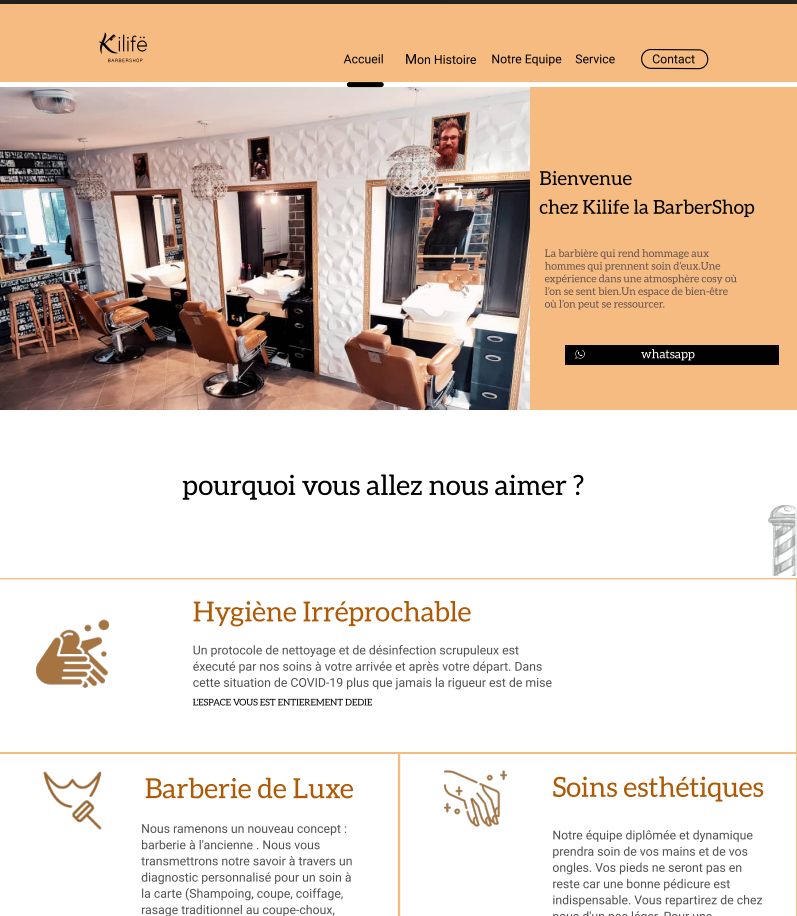 Kilifë
BARBERSHOP
Accueil Mon Histoire Notre Equipe Service Contact
Bienvenue
chez Kilife la BarberShop
La barbière qui rend hommage aux
hommes qui prennent soin d'eux.Une
expérience dans une atmosphère cosy où
l'on se sent bien.Un espace de bien-être
où l'on peut se ressourcer.
whatsapp
pourquoi vous allez nous aimer ?
Hygiène Irréprochable
Un protocole de nettoyage et de désinfection scrupuleux est
éxecuté par nos soins à votre arrivée et après votre départ. Dans
cette situation de COVID-19 plus que jamais la rigueur est de mise
L'ESPACE VOUS EST ENTIEREMENT DEDIE
Barberie de Luxe
Nous ramenons un nouveau concept :
barberie à l'ancienne . Nous vous
transmettrons notre savoir à travers un
diagnostic personnalisé pour un soin à
la carte (Shampoing, coupe, coiffage,
rasage traditionnel au coupe-choux,
Soins esthétiques
Notre équipe diplômée et dynamique
prendra soin de vos mains et de vos
ongles. Vos pieds ne seront pas en
reste car une bonne pédicure est
indispensable. Vous repartirez de chez
nous d'un pas léger. Pour une